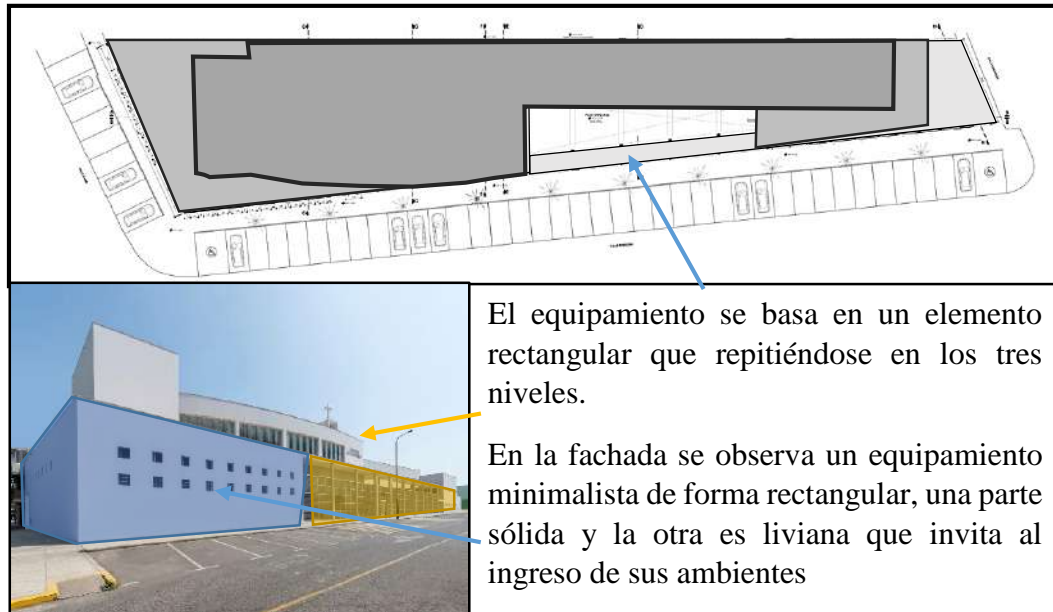 El equipamiento se basa en un elemento
rectangular que repitiéndose en los tres
niveles.
En la fachada se observa un equipamiento
minimalista de forma rectangular, una parte
sólida y la otra es liviana que invita al
ingreso de sus ambientes